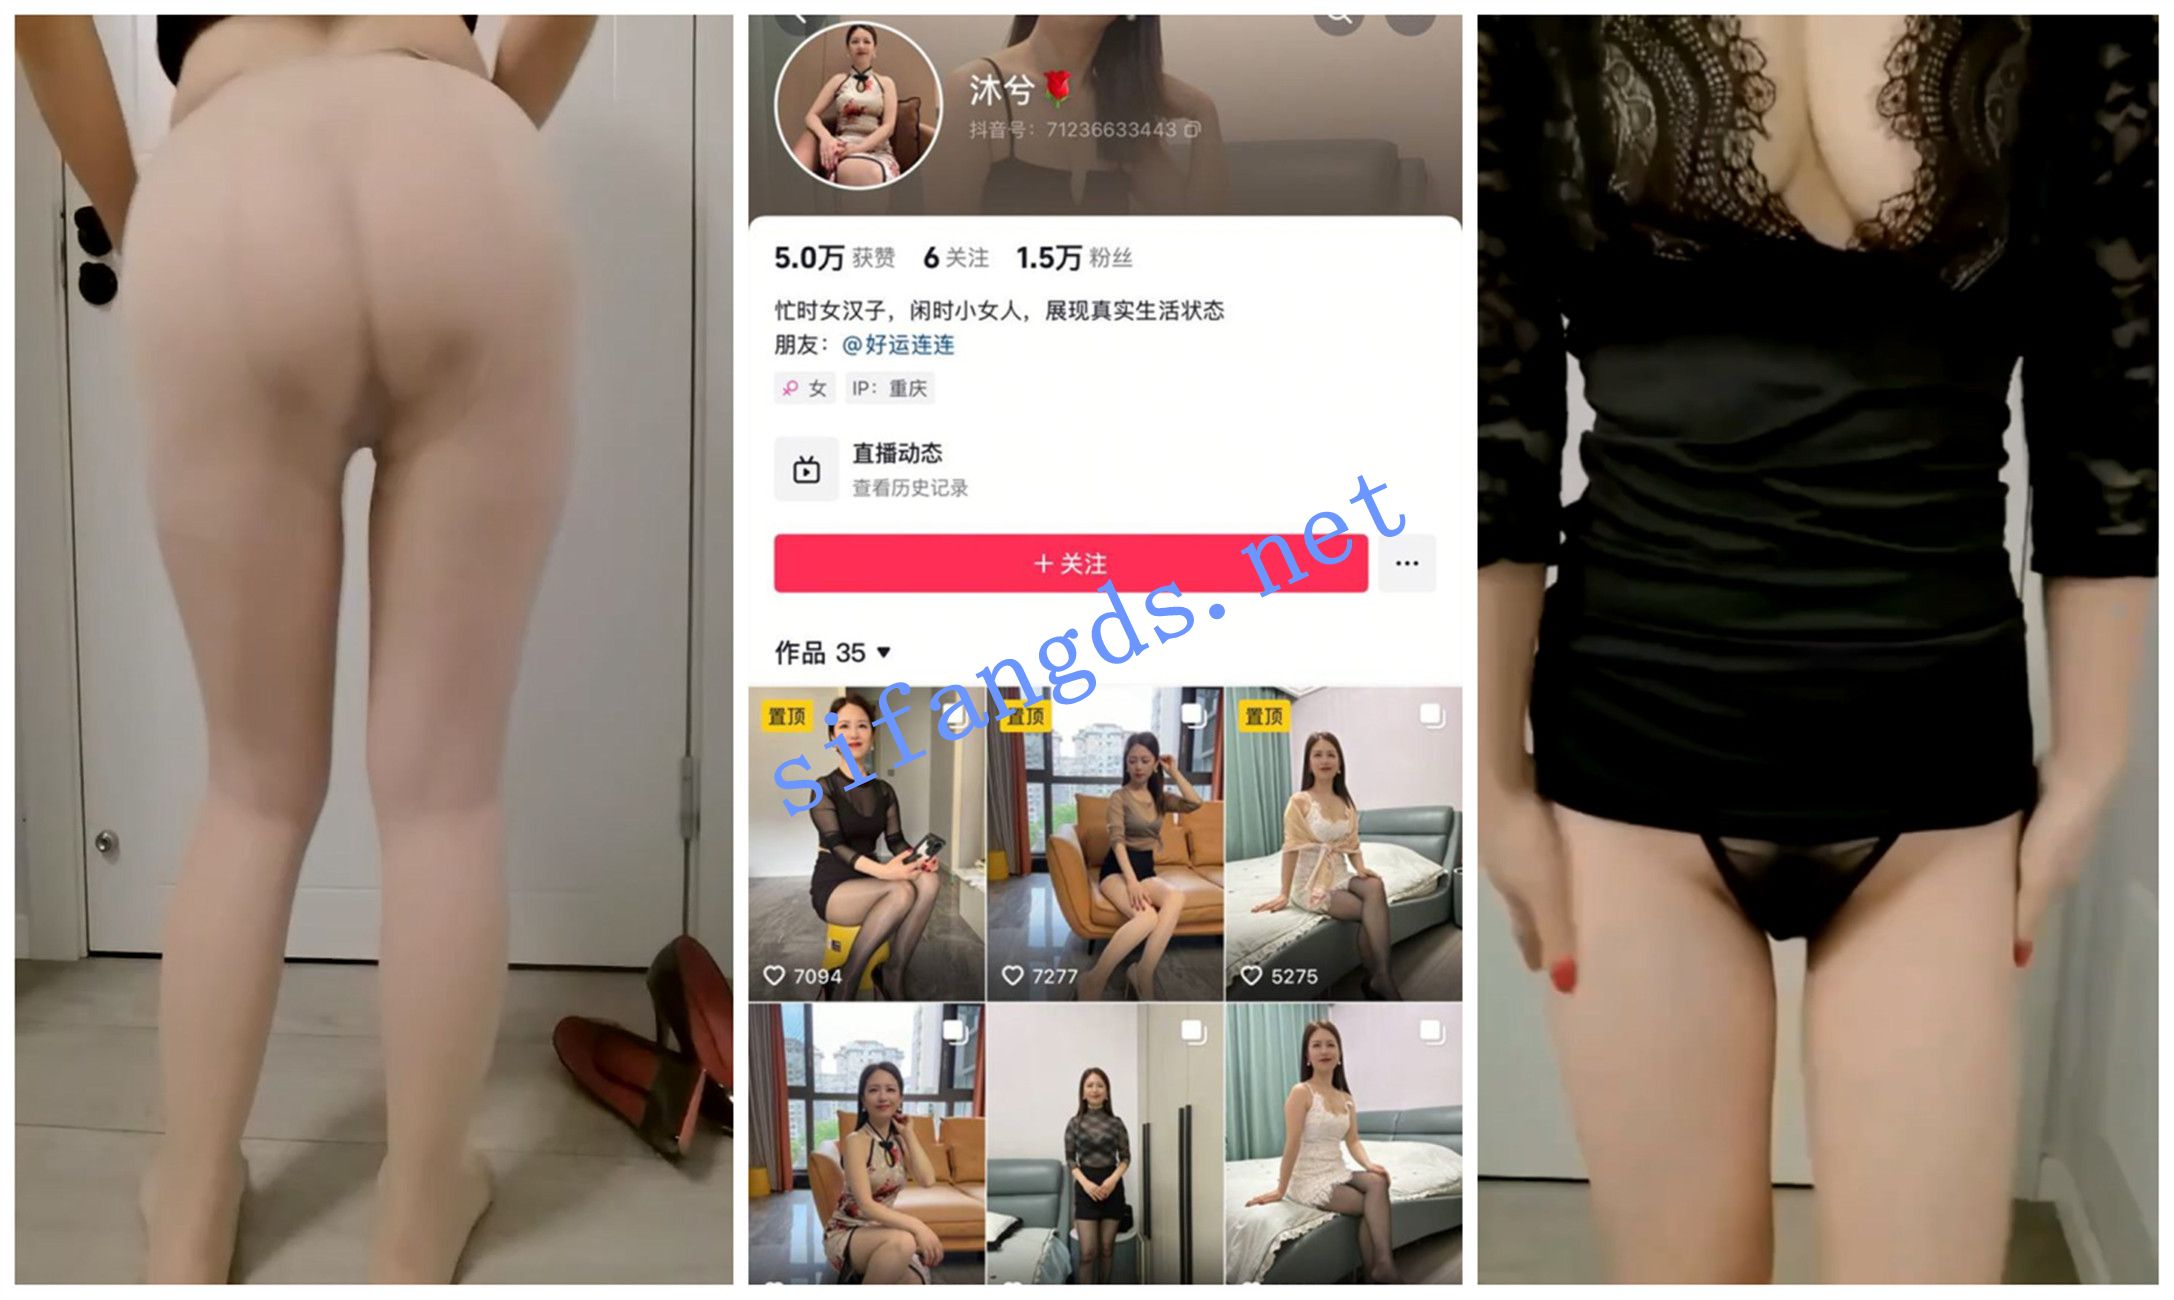 沐兮🌹
抖音号：71236633443
5.0万 获赞 6 关注 1.5万 粉丝
忙时女汉子，闲时小女人，展现真实生活状态
朋友：@好运连连
女 IP：重庆
直播动态
查看历史记录
＋关注
作品 35
置顶 置顶 置顶
7094 7277 5275
sifangds.net